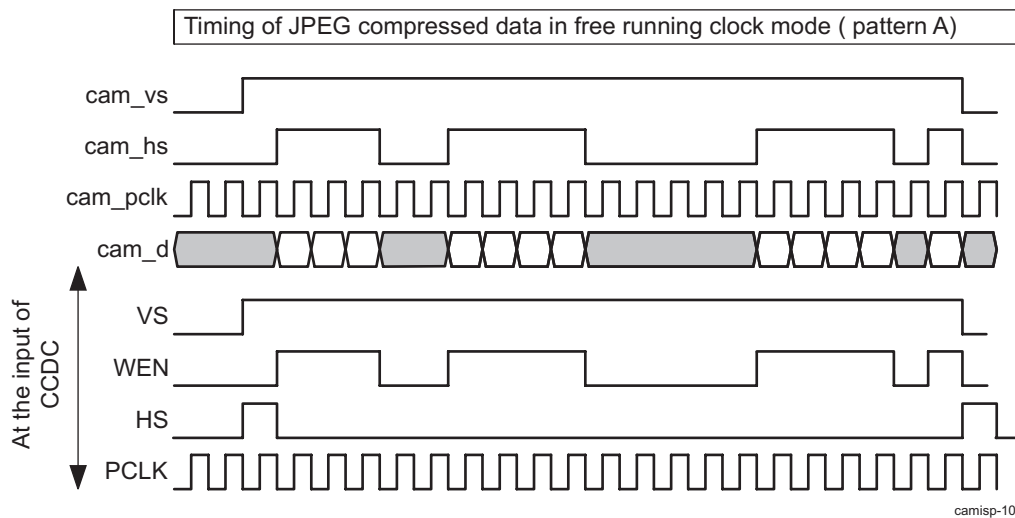 Timing of JPEG compressed data in free running clock mode ( pattern A)
cam_vs
cam_hs
cam_pclk
cam_d
At the input of
CCDC
VS
WEN
HS
PCLK
camisp-10